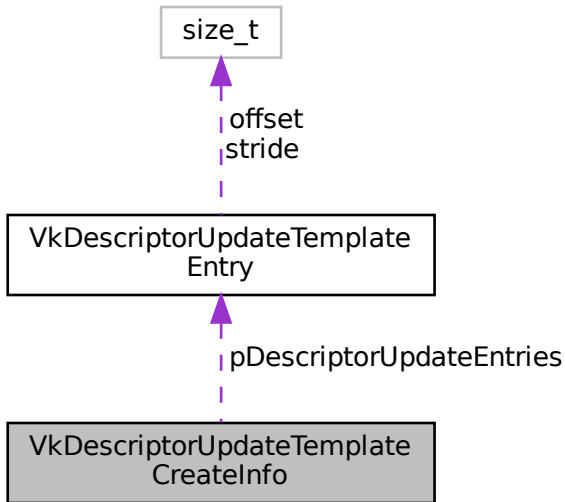 size_t
offset
stride
VkDescriptorUpdateTemplate
Entry
pDescriptorUpdateEntries
VkDescriptorUpdateTemplate
CreateInfo